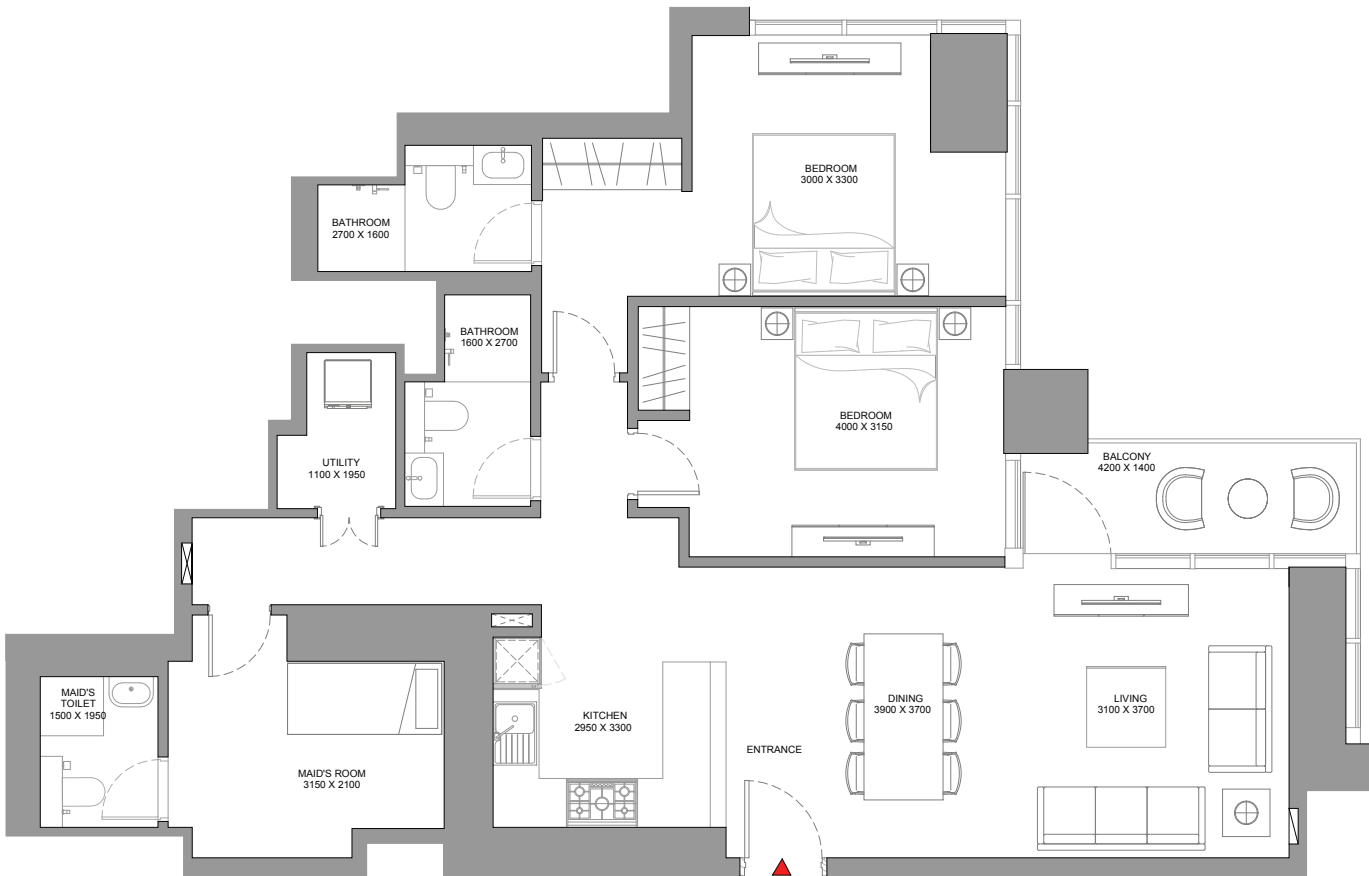 BEDROOM
3000 X 3300
BATHROOM
2700 X 1600
BATHROOM
1600 X 2700
BEDROOM
4000 X 3150
UTILITY
1100 X 1950
BALCONY
4200 X 1400
MAID'S
TOILET
1500 X 1950
MAID'S ROOM
3150 X 2100
KITCHEN
2950 X 3300
ENTRANCE
DINING
3900 X 3700
LIVING
3100 X 3700